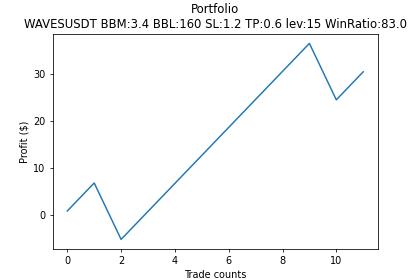 Portfolio
WAVESUSDT BBM:3.4 BBL:160 SL:1.2 TP:0.6 lev:15 WinRatio:83.0
30
20
10
0
Profit ($)
0 2 4 6 8 10
Trade counts